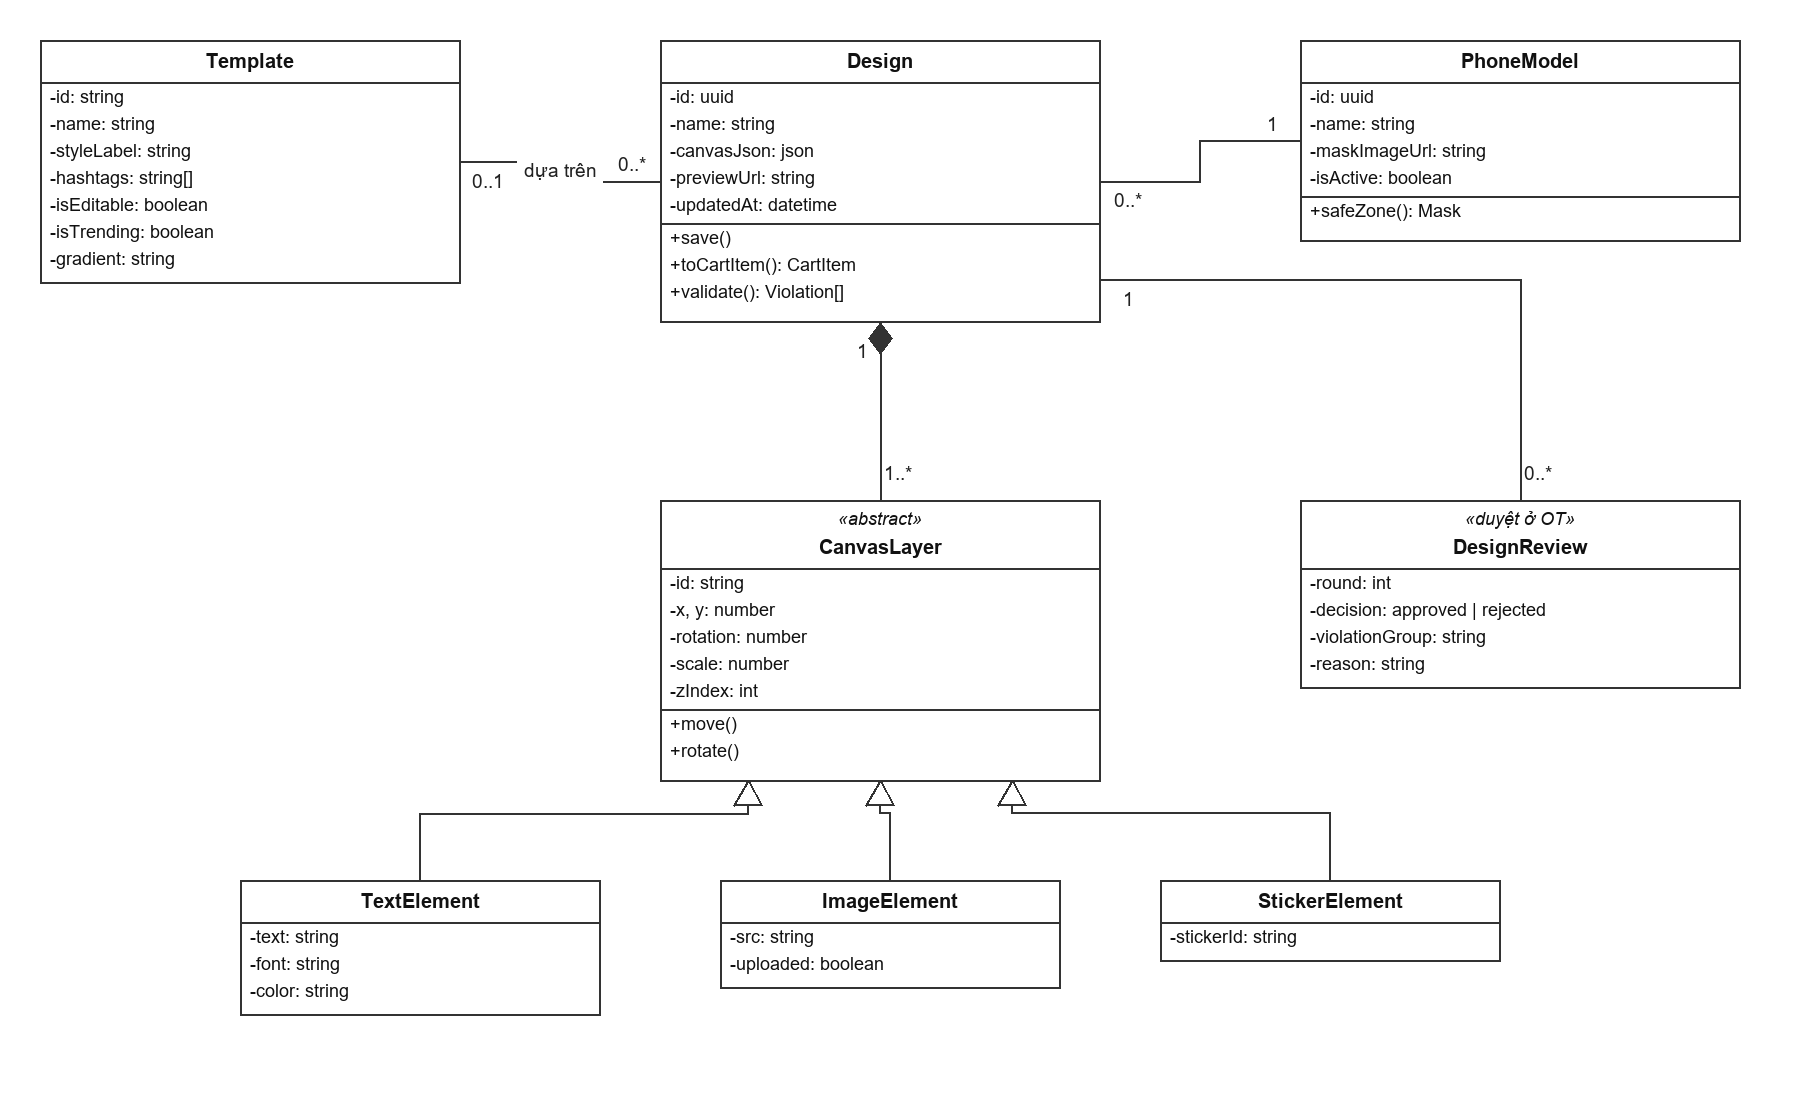 Template
-id: string
-name: string
-styleLabel: string
-hashtags: string[]
-isEditable: boolean
-isTrending: boolean
-gradient: string
0..1
dựa trên
0..*
Design
-id: uuid
-name: string
-canvasJson: json
-previewUrl: string
-updatedAt: datetime
+save()
+toCartItem(): CartItem
+validate(): Violation[]
0..*
1
PhoneModel
-id: uuid
-name: string
-maskImageUrl: string
-isActive: boolean
+safeZone(): Mask
1
0..*
1
1..*
«abstract»
CanvasLayer
-id: string
-x, y: number
-rotation: number
-scale: number
-zIndex: int
+move()
+rotate()
«duyệt ở OT»
DesignReview
-round: int
-decision: approved | rejected
-violationGroup: string
-reason: string
TextElement
-text: string
-font: string
-color: string
ImageElement
-src: string
-uploaded: boolean
StickerElement
-stickerId: string